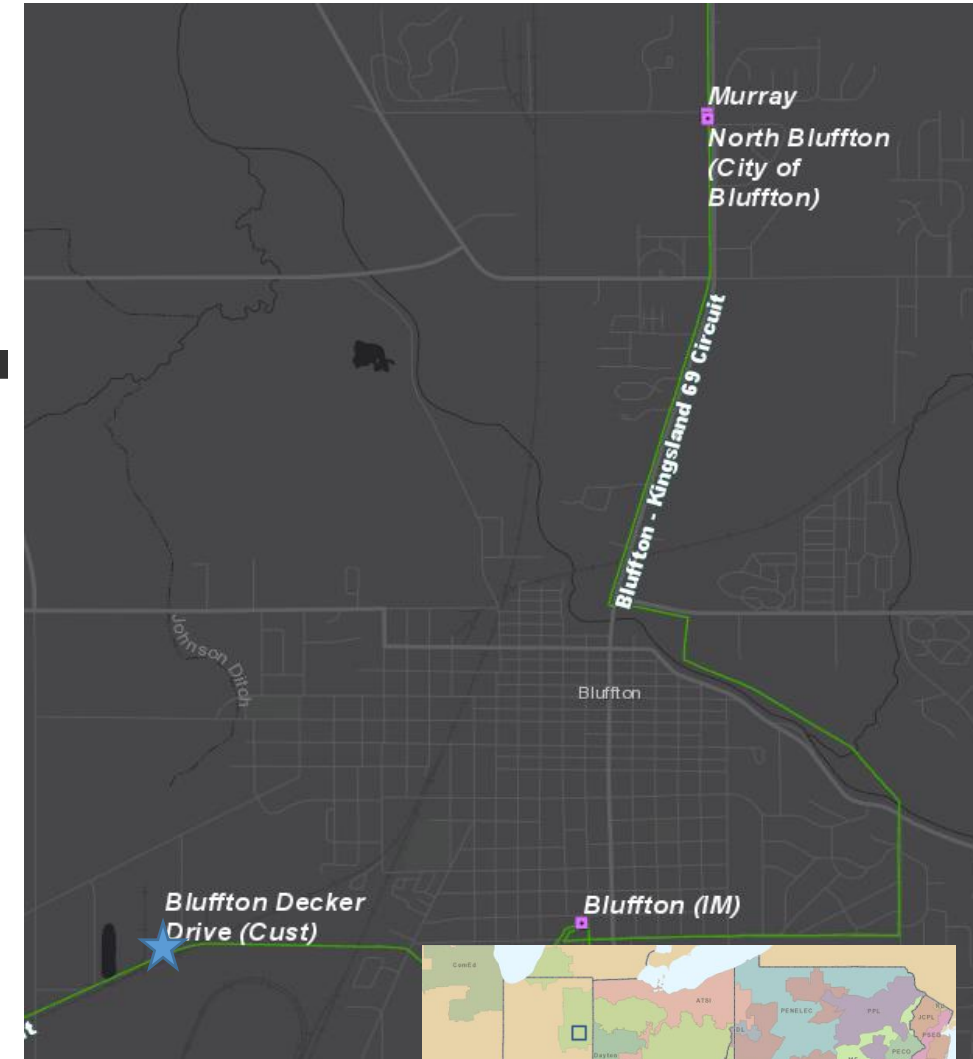 Murray
North Bluffton
(City of
Bluffton)
Bluffton - Kingsland 69 Circuit
Johnson Ditch
Bluffton
Bluffton Decker
Drive (Cust)
Bluffton (IM)
ComEd
ATSI
PENELEC
PPL
JCPL
PSEG
PECO
Dayton